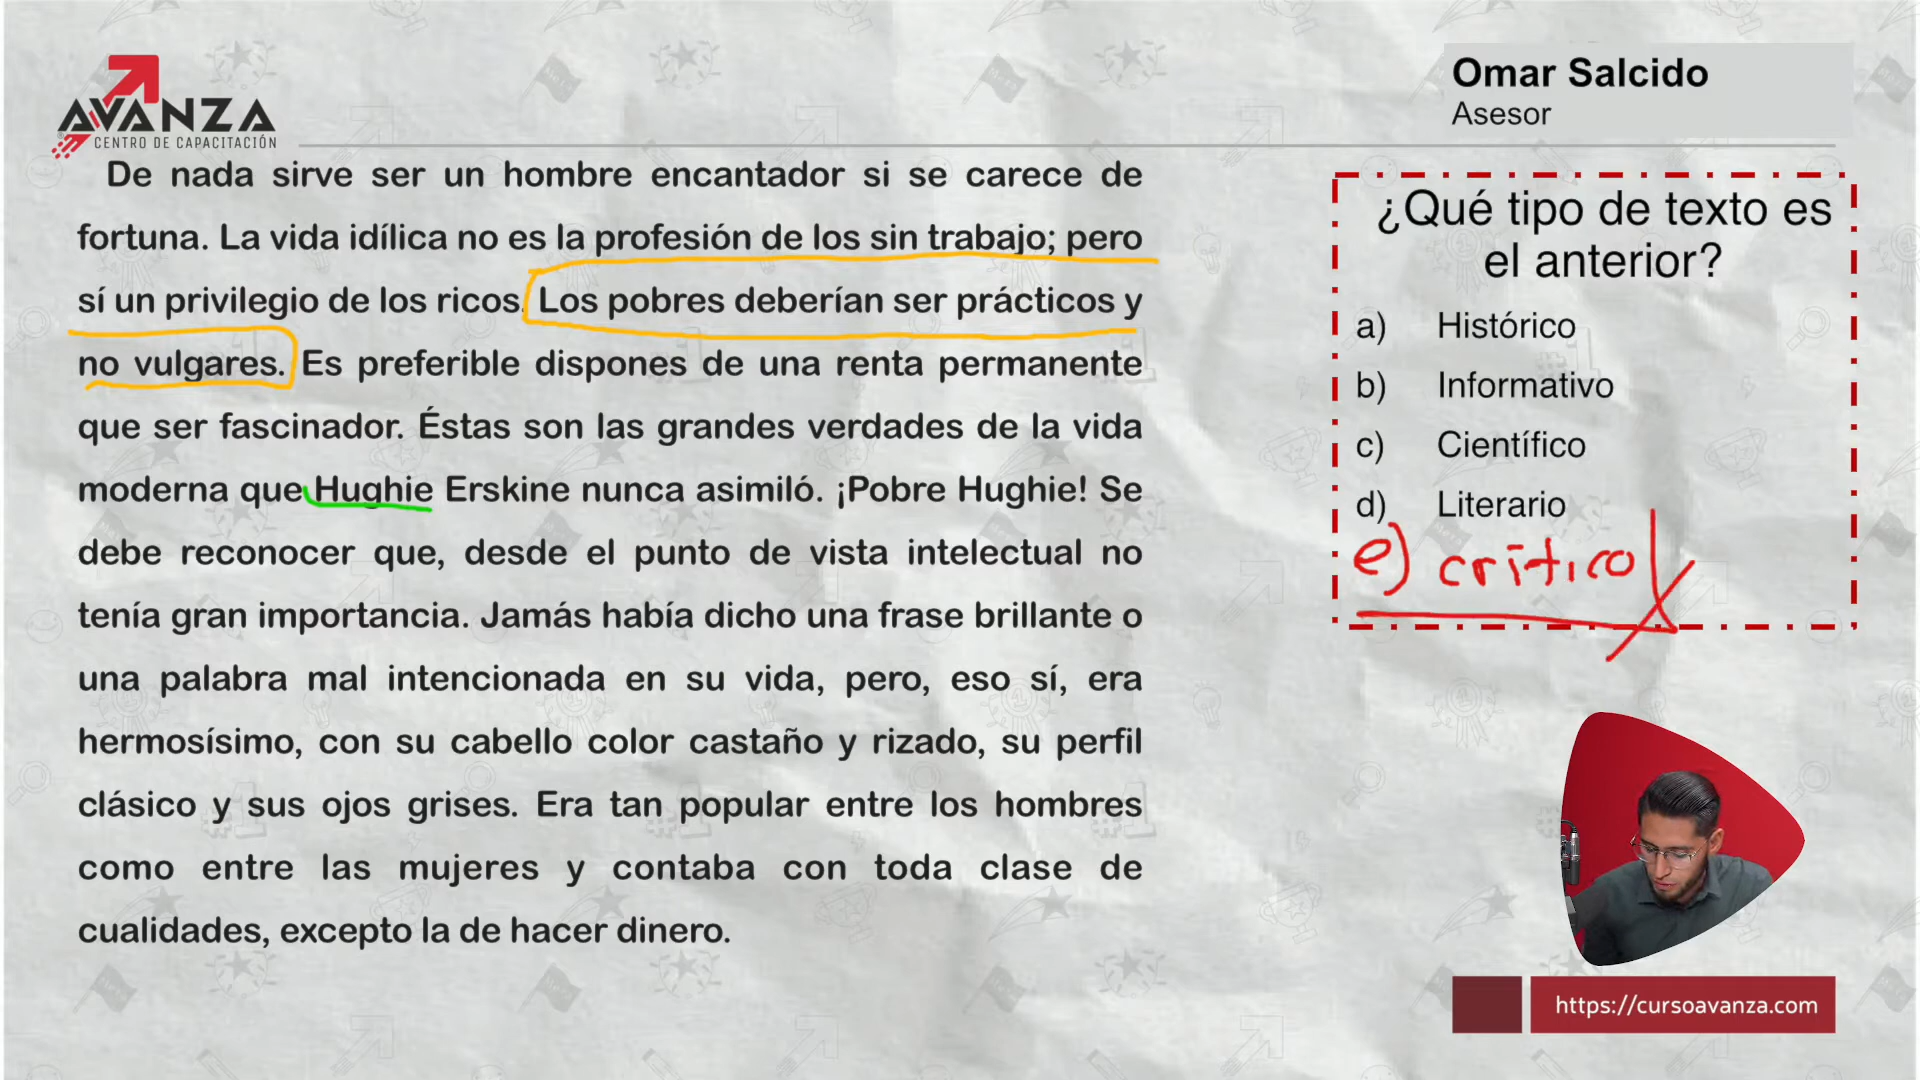 AVANZA
CENTRO DE CAPACITACIÓN
Omar Salcido
Asesor
De nada sirve ser un hombre encantador si se carece de
fortuna. La vida idílica no es la profesión de los sin trabajo; pero
sí un privilegio de los ricos. Los pobres deberían ser prácticos y
no vulgares. Es preferible dispones de una renta permanente
que ser fascinador. Éstas son las grandes verdades de la vida
moderna que Hughie Erskine nunca asimiló. ¡Pobre Hughie! Se
debe reconocer que, desde el punto de vista intelectual no
tenía gran importancia. Jamás había dicho una frase brillante o
una palabra mal intencionada en su vida, pero, eso sí, era
hermosísimo, con su cabello color castaño y rizado, su perfil
clásico y sus ojos grises. Era tan popular entre los hombres
como entre las mujeres y contaba con toda clase de
cualidades, excepto la de hacer dinero.
¿Qué tipo de texto es
el anterior?
a) Histórico
b) Informativo
c) Científico
d) Literario
e) critico
https://cursoavanza.com